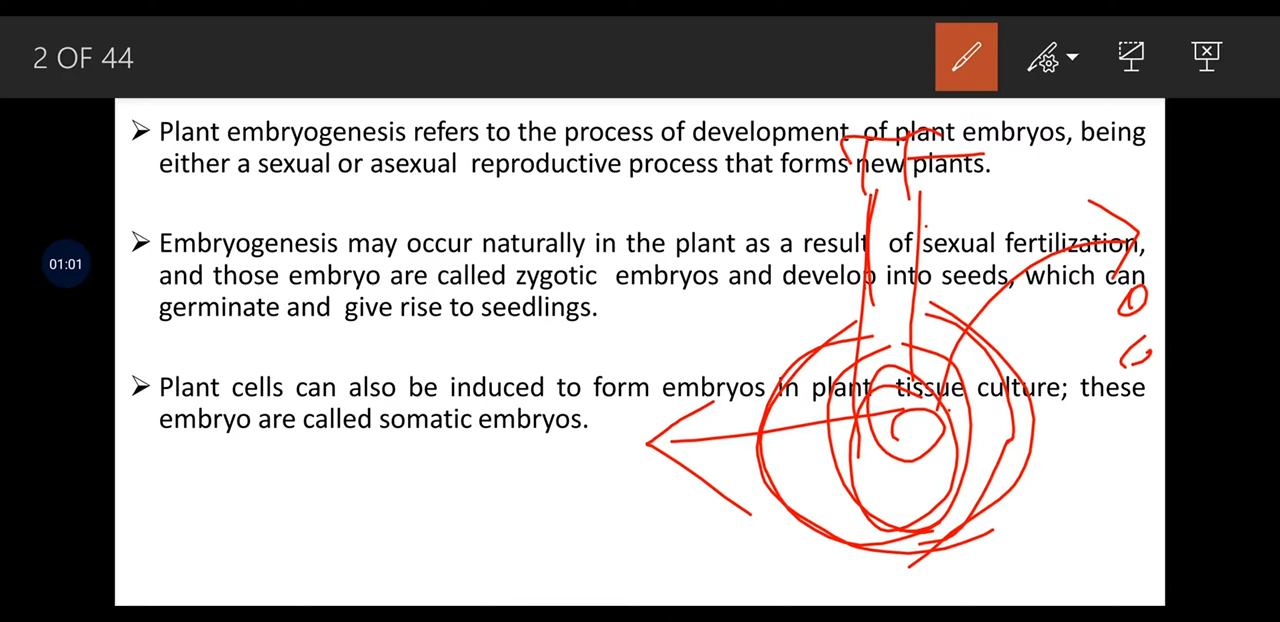 2 OF 44
➢ Plant embryogenesis refers to the process of development of plant embryos, being
either a sexual or asexual reproductive process that forms new plants.
01:01
➢ Embryogenesis may occur naturally in the plant as a result of sexual fertilization,
and those embryo are called zygotic embryos and develop into seeds, which can
germinate and give rise to seedlings.
➢ Plant cells can also be induced to form embryos in plant tissue culture; these
embryo are called somatic embryos.